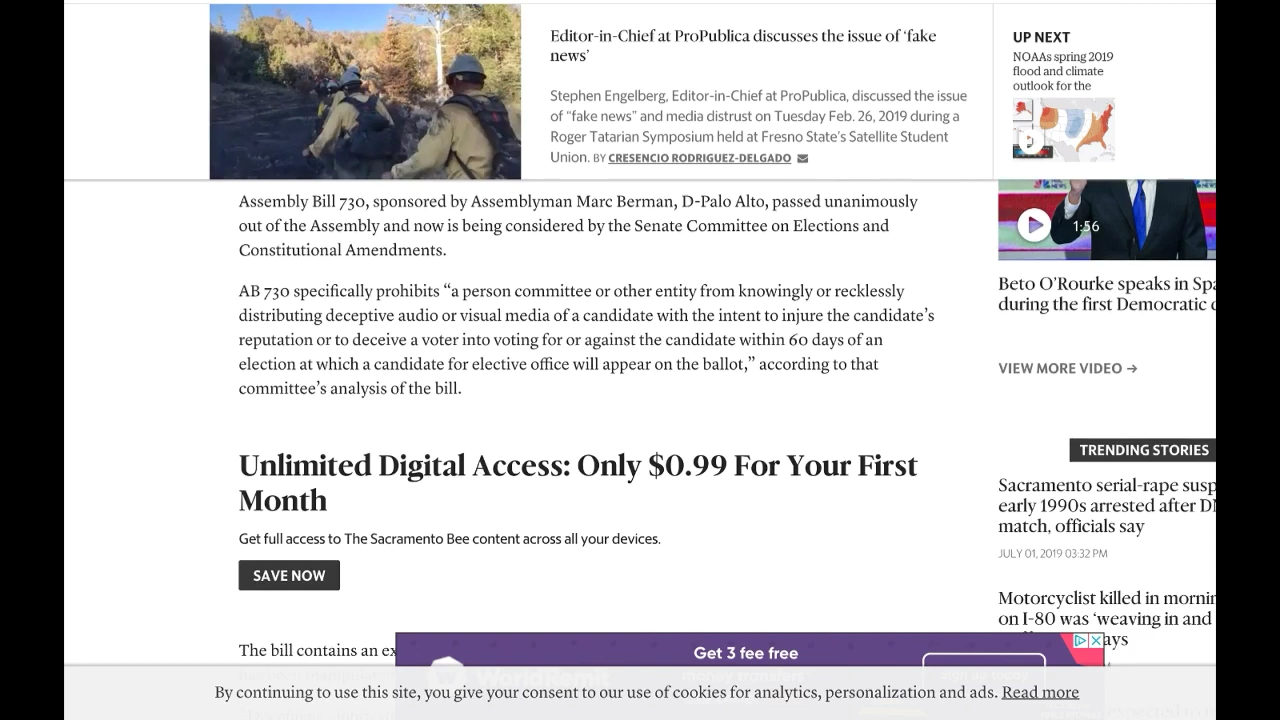 Editor-in-Chief at ProPublica discusses the issue of ‘fake
news’
Stephen Engelberg, Editor-in-Chief at ProPublica, discussed the issue
of “fake news” and media distrust on Tuesday Feb. 26, 2019 during a
Roger Tatarian Symposium held at Fresno State’s Satellite Student
Union. BY CRESENCIO RODRIGUEZ-DELGADO
UP NEXT
NOAAs spring 2019
flood and climate
outlook for the
Assembly Bill 730, sponsored by Assemblyman Marc Berman, D-Palo Alto, passed unanimously
out of the Assembly and now is being considered by the Senate Committee on Elections and
Constitutional Amendments.
AB 730 specifically prohibits “a person committee or other entity from knowingly or recklessly
distributing deceptive audio or visual media of a candidate with the intent to injure the candidate’s
reputation or to deceive a voter into voting for or against the candidate within 60 days of an
election at which a candidate for elective office will appear on the ballot,” according to that
committee’s analysis of the bill.
Unlimited Digital Access: Only $0.99 For Your First
Month
Get full access to The Sacramento Bee content across all your devices.
SAVE NOW
The bill contains an
1:56
Beto O’Rourke speaks in
during the first Democratic
VIEW MORE VIDEO →
TRENDING STORIES
Sacramento serial-rape
early 1990s arrested after
match, officials say
JULY 01, 2019 03:32 PM
Motorcyclist killed in
on I-80 was ‘weaving in and
Get 3 fee free
money transfers
WorldRemit
By continuing to use this site, you give your consent to our use of cookies for analytics, personalization and ads. Read more